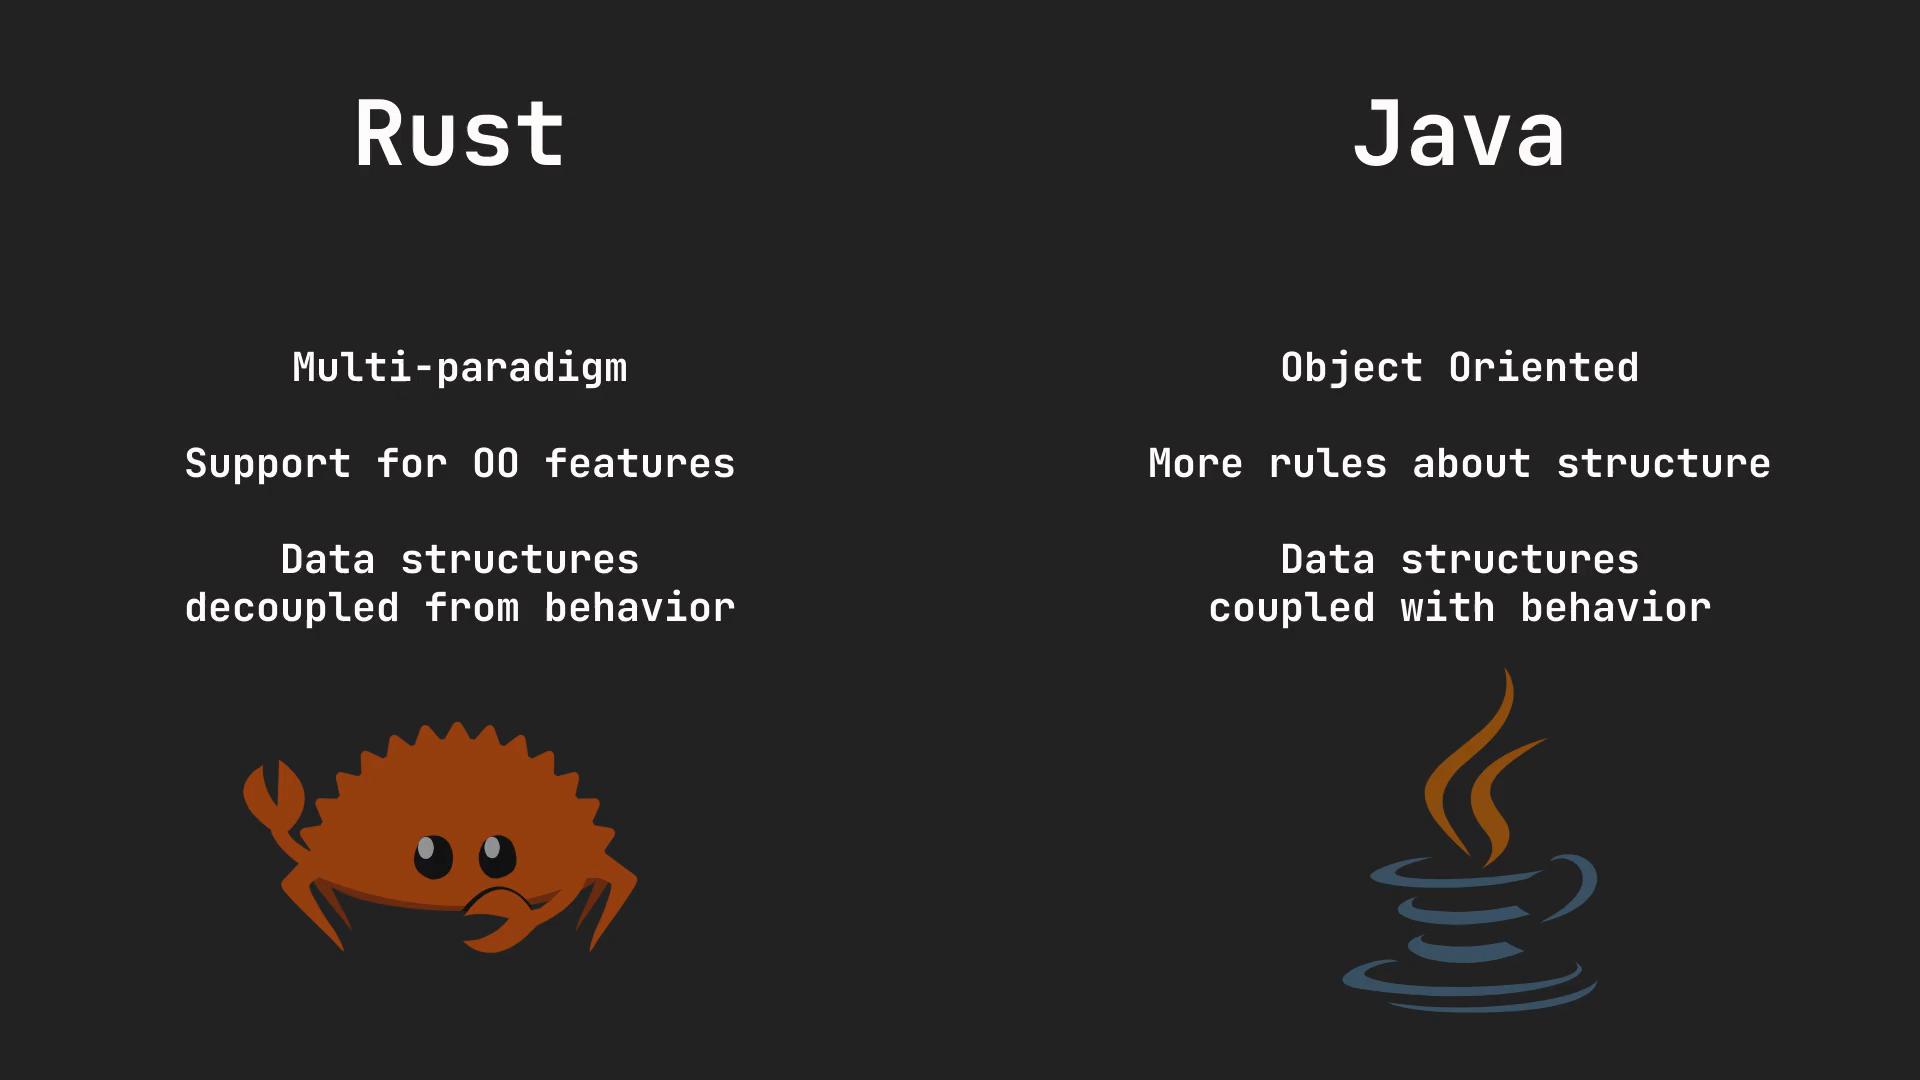 Rust
Multi-paradigm
Support for OO features
Data structures
decoupled from behavior
Java
Object Oriented
More rules about structure
Data structures
coupled with behavior